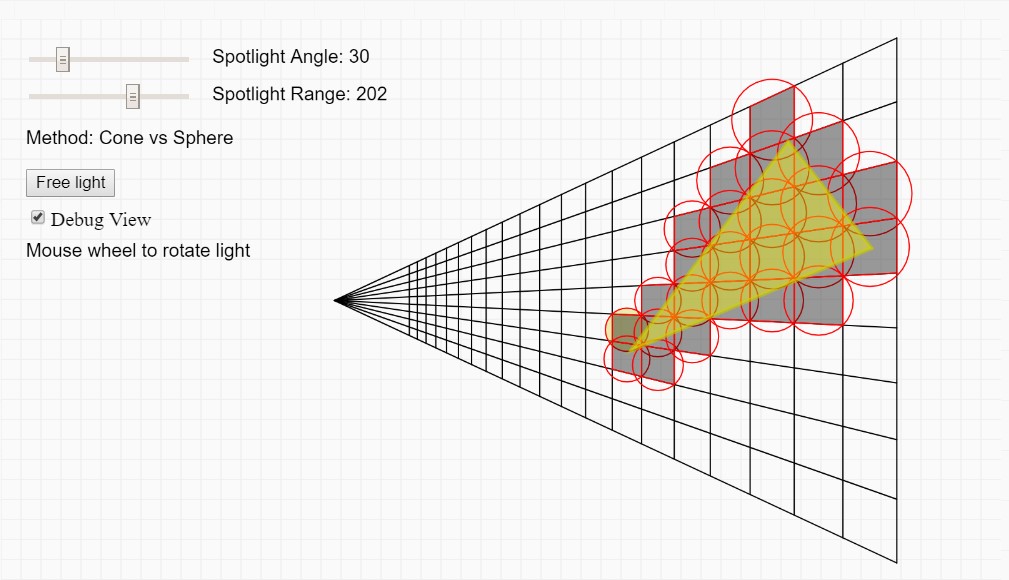 Spotlight Angle: 30
Spotlight Range: 202
Method: Cone vs Sphere
Free light
Debug View
Mouse wheel to rotate light